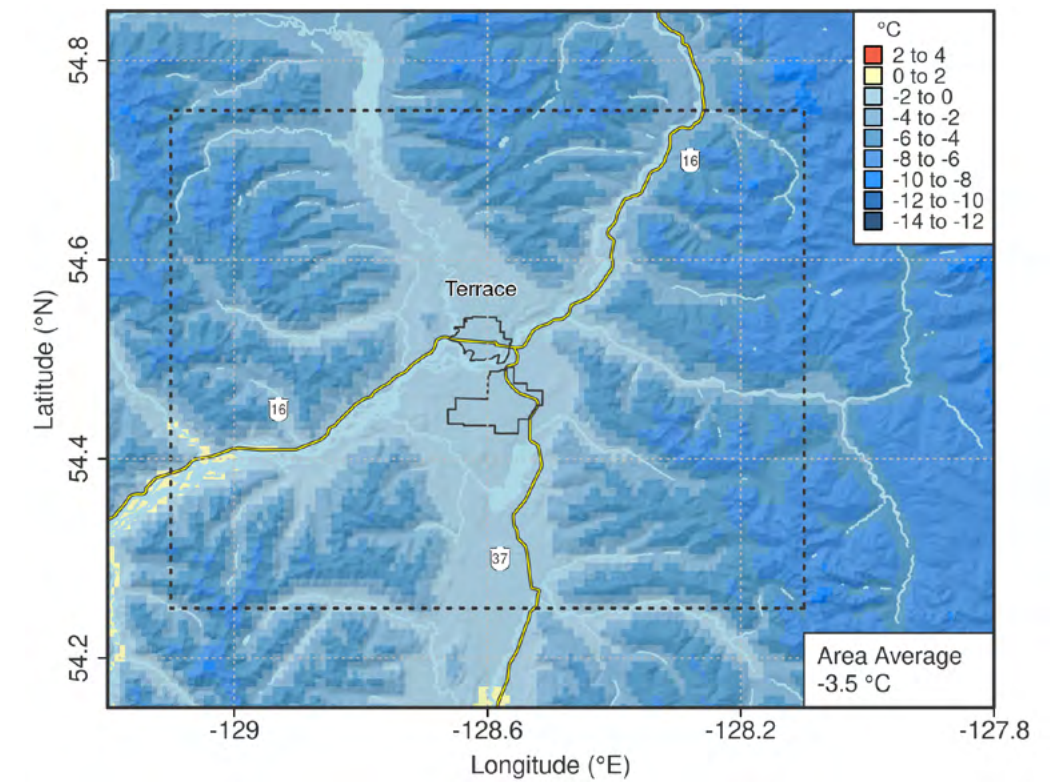 °C
2 to 4
0 to 2
-2 to 0
-4 to -2
-6 to -4
-8 to -6
-10 to -8
-12 to -10
-14 to -12
54.8
54.6
54.4
54.2
Latitude (°N)
16
Terrace
16
37
Area Average
-3.5 °C
-129
-128.6
-128.2
-127.8
Longitude (°E)